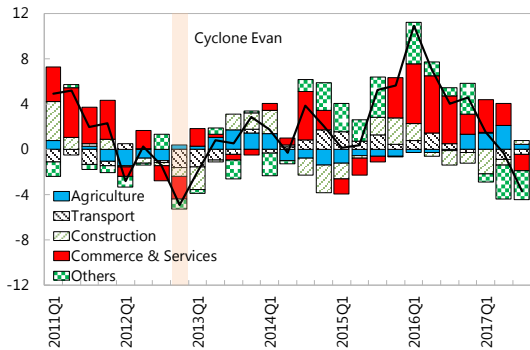 12
8
4
0
-4
-8
-12
Cyclone Evan
Agriculture
Transport
Construction
Commerce & Services
Others
2011Q1
2012Q1
2013Q1
2014Q1
2015Q1
2016Q1
2017Q1